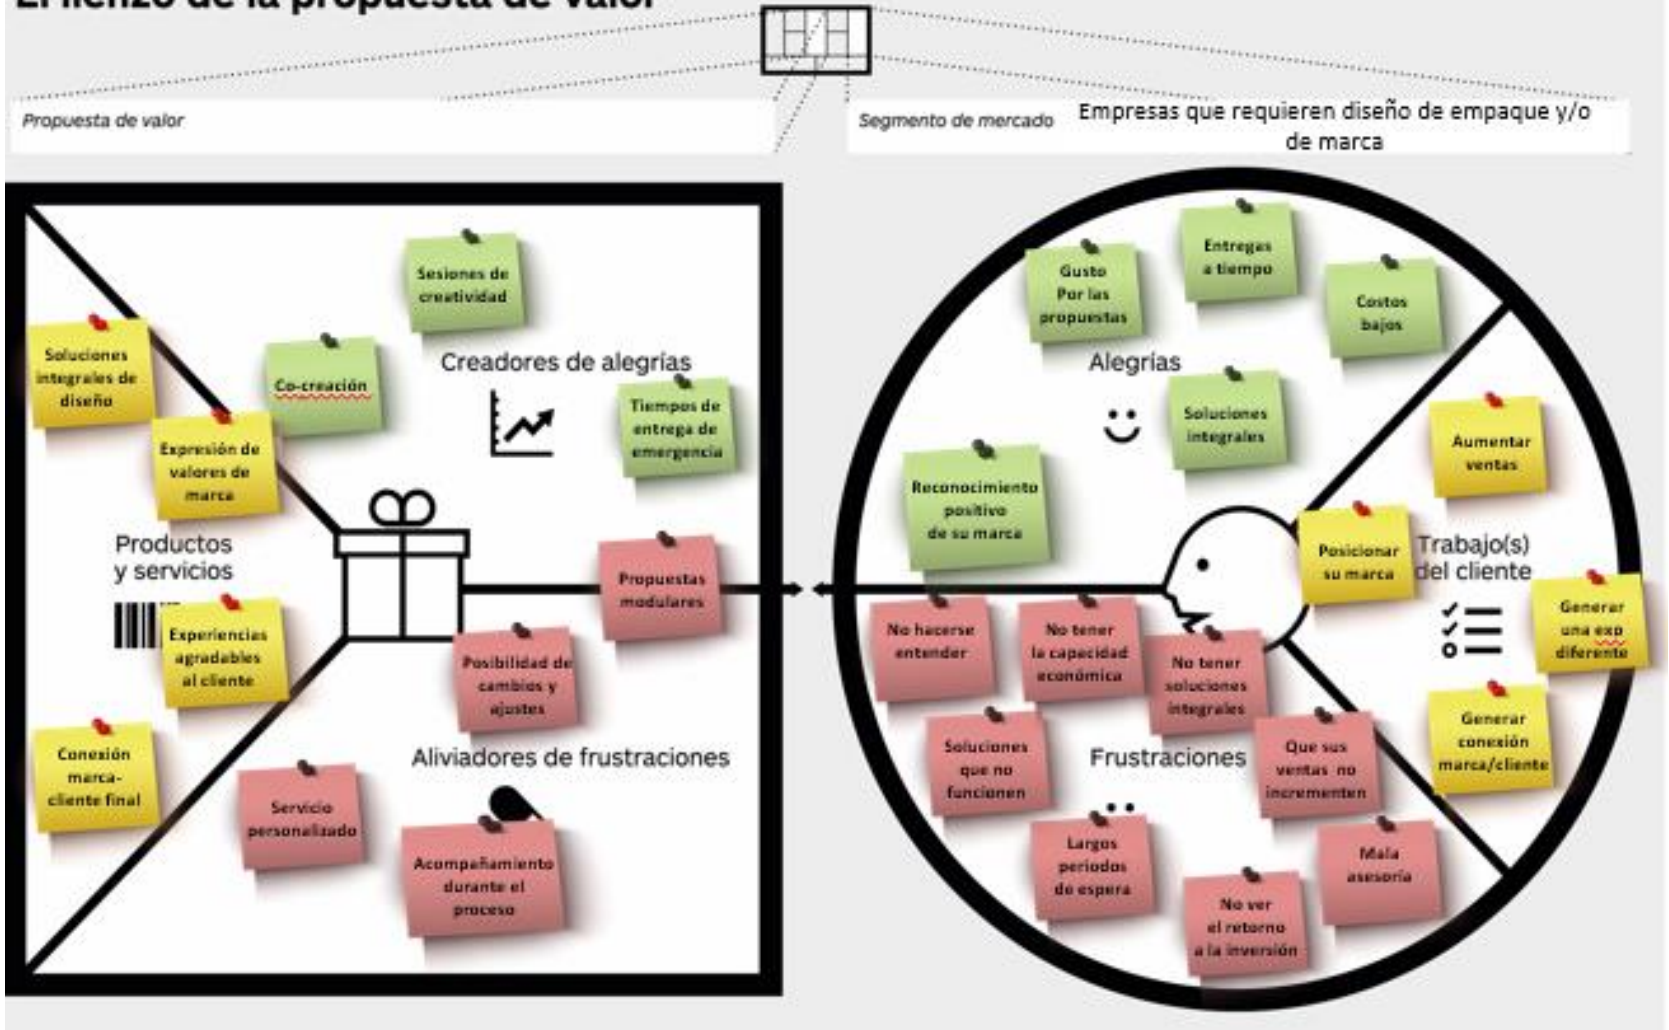 El lienzo de la propuesta de valor
Propuesta de valor
Segmento de mercado
Empresas que requieren diseño de empaque y/o
de marca
Sesiones de
creatividad
Co-creación
Creadores de alegrías
Tiempos de
entrega de
emergencia
Soluciones
integrales de
diseño
Expresión de
valores de
marca
Productos
y servicios
Experiencias
agradables
al cliente
Conexión
marca-
cliente final
Propuestas
modulares
Posibilidad de
cambios y
ajustes
Aliviadores de frustraciones
Servicio
personalizado
Acompañamiento
durante el
proceso
Gusto
Por las
propuestas
Entregas
a tiempo
Costos
bajos
Alegrías
Soluciones
integrales
Reconocimiento
positivo
de su marca
Aumentar
ventas
Posicionar
su marca
Trabajo(s)
del cliente
Generar
una exp
diferente
Generar
conexión
marca/cliente
No hacerse
entender
No tener
la capacidad
económica
No tener
soluciones
integrales
Soluciones
que no
funcionen
Frustraciones
Que sus
ventas no
incrementen
Largos
periodos
de espera
Mala
asesoría
No ver
el retorno
a la inversión